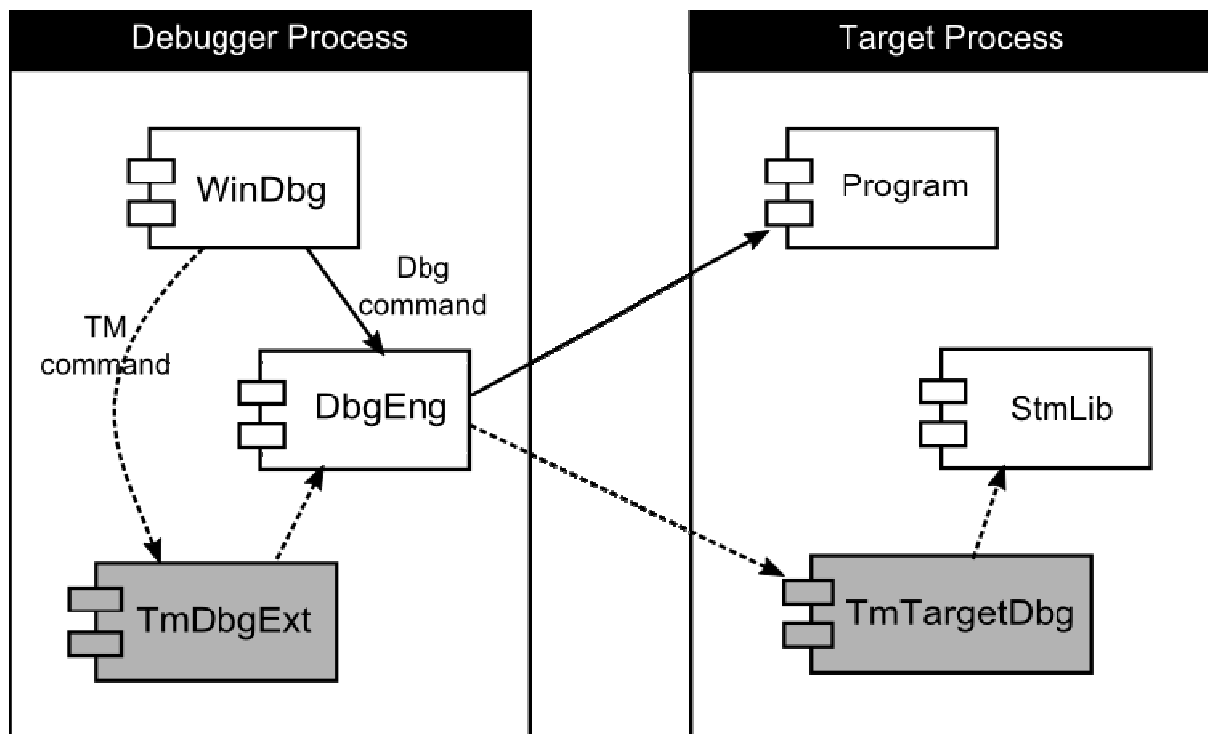 Debugger Process
Target Process
WinDbg
Program
Dbg
command
TM
command
DbgEng
StmLib
TmDbgExt
TmTargetDbg